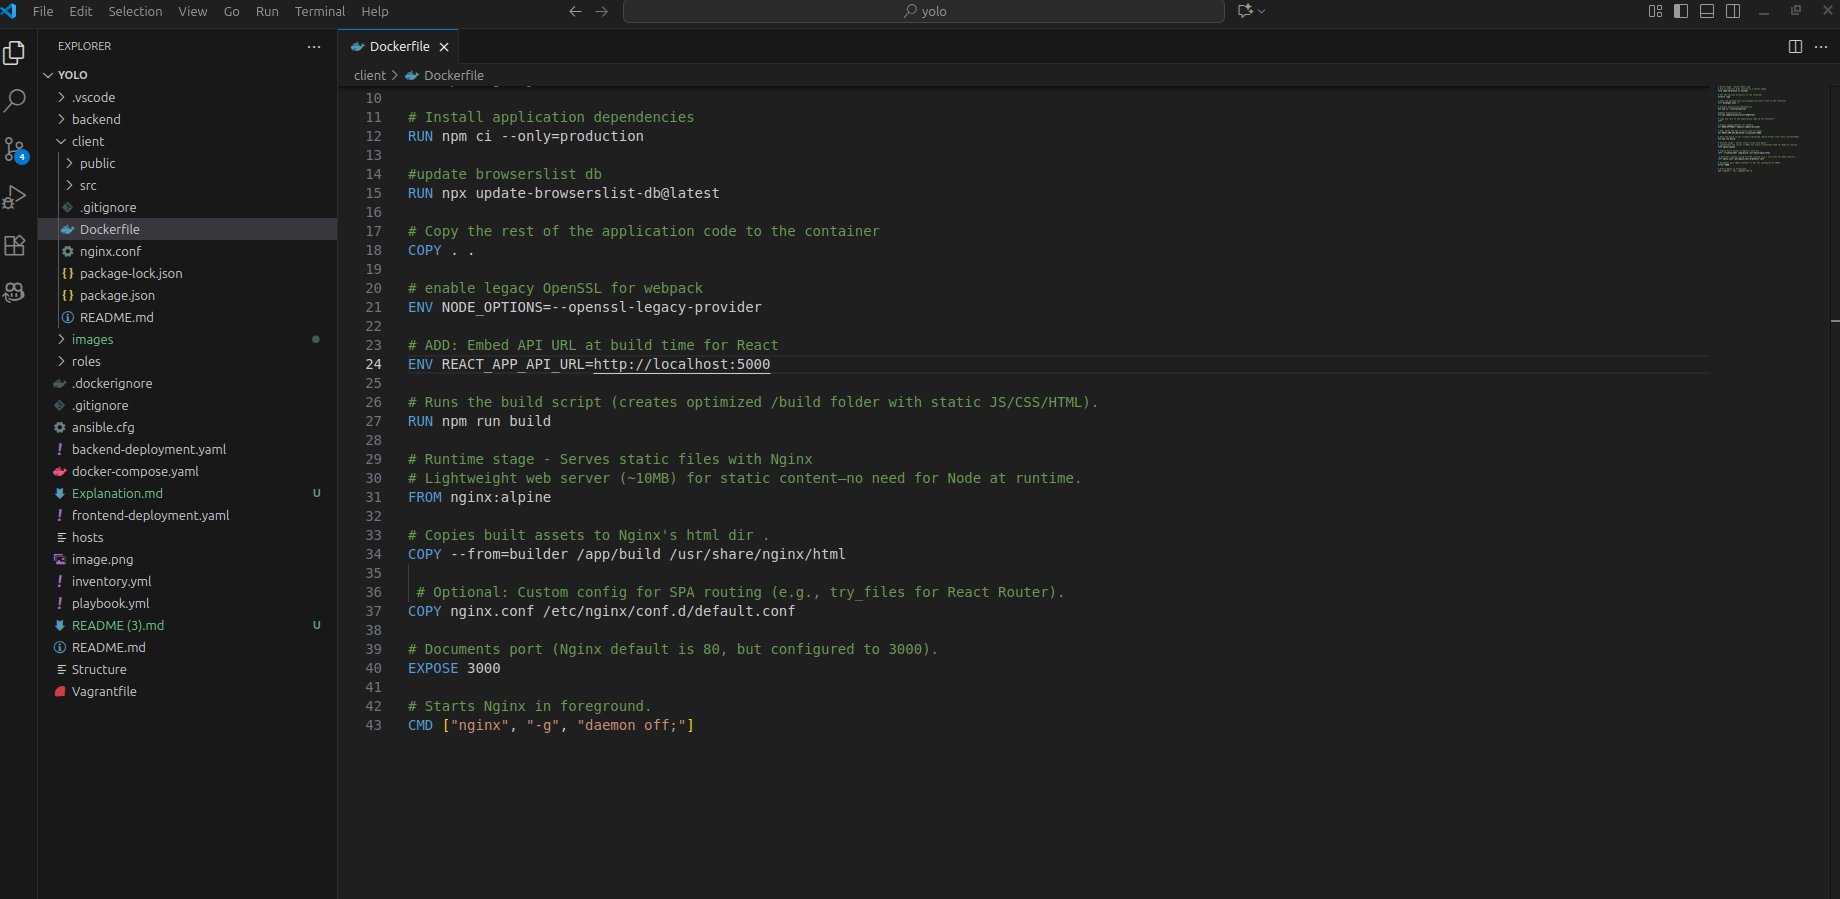 File Edit Selection View Go Run Terminal Help
yolo
EXPLORER
YOLO
.vscode
backend
client
public
src
.gitignore
Dockerfile
nginx.conf
package-lock.json
package.json
README.md
images
roles
.dockerignore
.gitignore
ansible.cfg
backend-deployment.yaml
docker-compose.yaml
Explanation.md U
frontend-deployment.yaml
hosts
image.png
inventory.yml
playbook.yml
README (3).md U
README.md
Structure
Vagrantfile
4
Dockerfile
client > Dockerfile
10
11 # Install application dependencies
12 RUN npm ci --only=production
13
14 #update browserslist db
15 RUN npx update-browserslist-db@latest
16
17 # Copy the rest of the application code to the container
18 COPY . .
19
20 # enable legacy OpenSSL for webpack
21 ENV NODE_OPTIONS=--openssl-legacy-provider
22
23 # ADD: Embed API URL at build time for React
24 ENV REACT_APP_API_URL=http://localhost:5000
25
26 # Runs the build script (creates optimized /build folder with static JS/CSS/HTML).
27 RUN npm run build
28
29 # Runtime stage - Serves static files with Nginx
30 # Lightweight web server (~10MB) for static content—no need for Node at runtime.
31 FROM nginx:alpine
32
33 # Copies built assets to Nginx's html dir .
34 COPY --from=builder /app/build /usr/share/nginx/html
35
36 # Optional: Custom config for SPA routing (e.g., try_files for React Router).
37 COPY nginx.conf /etc/nginx/conf.d/default.conf
38
39 # Documents port (Nginx default is 80, but configured to 3000).
40 EXPOSE 3000
41
42 # Starts Nginx in foreground.
43 CMD ["nginx", "-g", "daemon off;"]